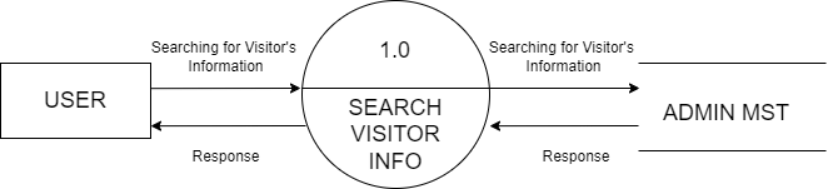 Searching for Visitor's
Information
1.0
Searching for Visitor's
Information
USER
SEARCH
VISITOR
INFO
ADMIN MST
Response
Response